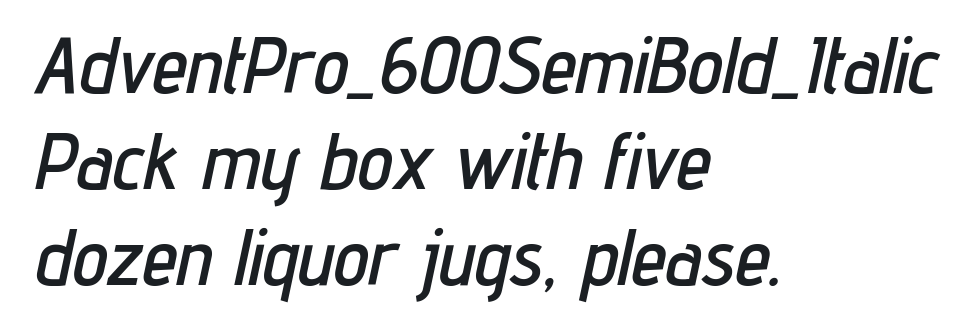 AdventPro_600SemiBold_Italic
Pack my box with five
dozen liquor jugs, please.